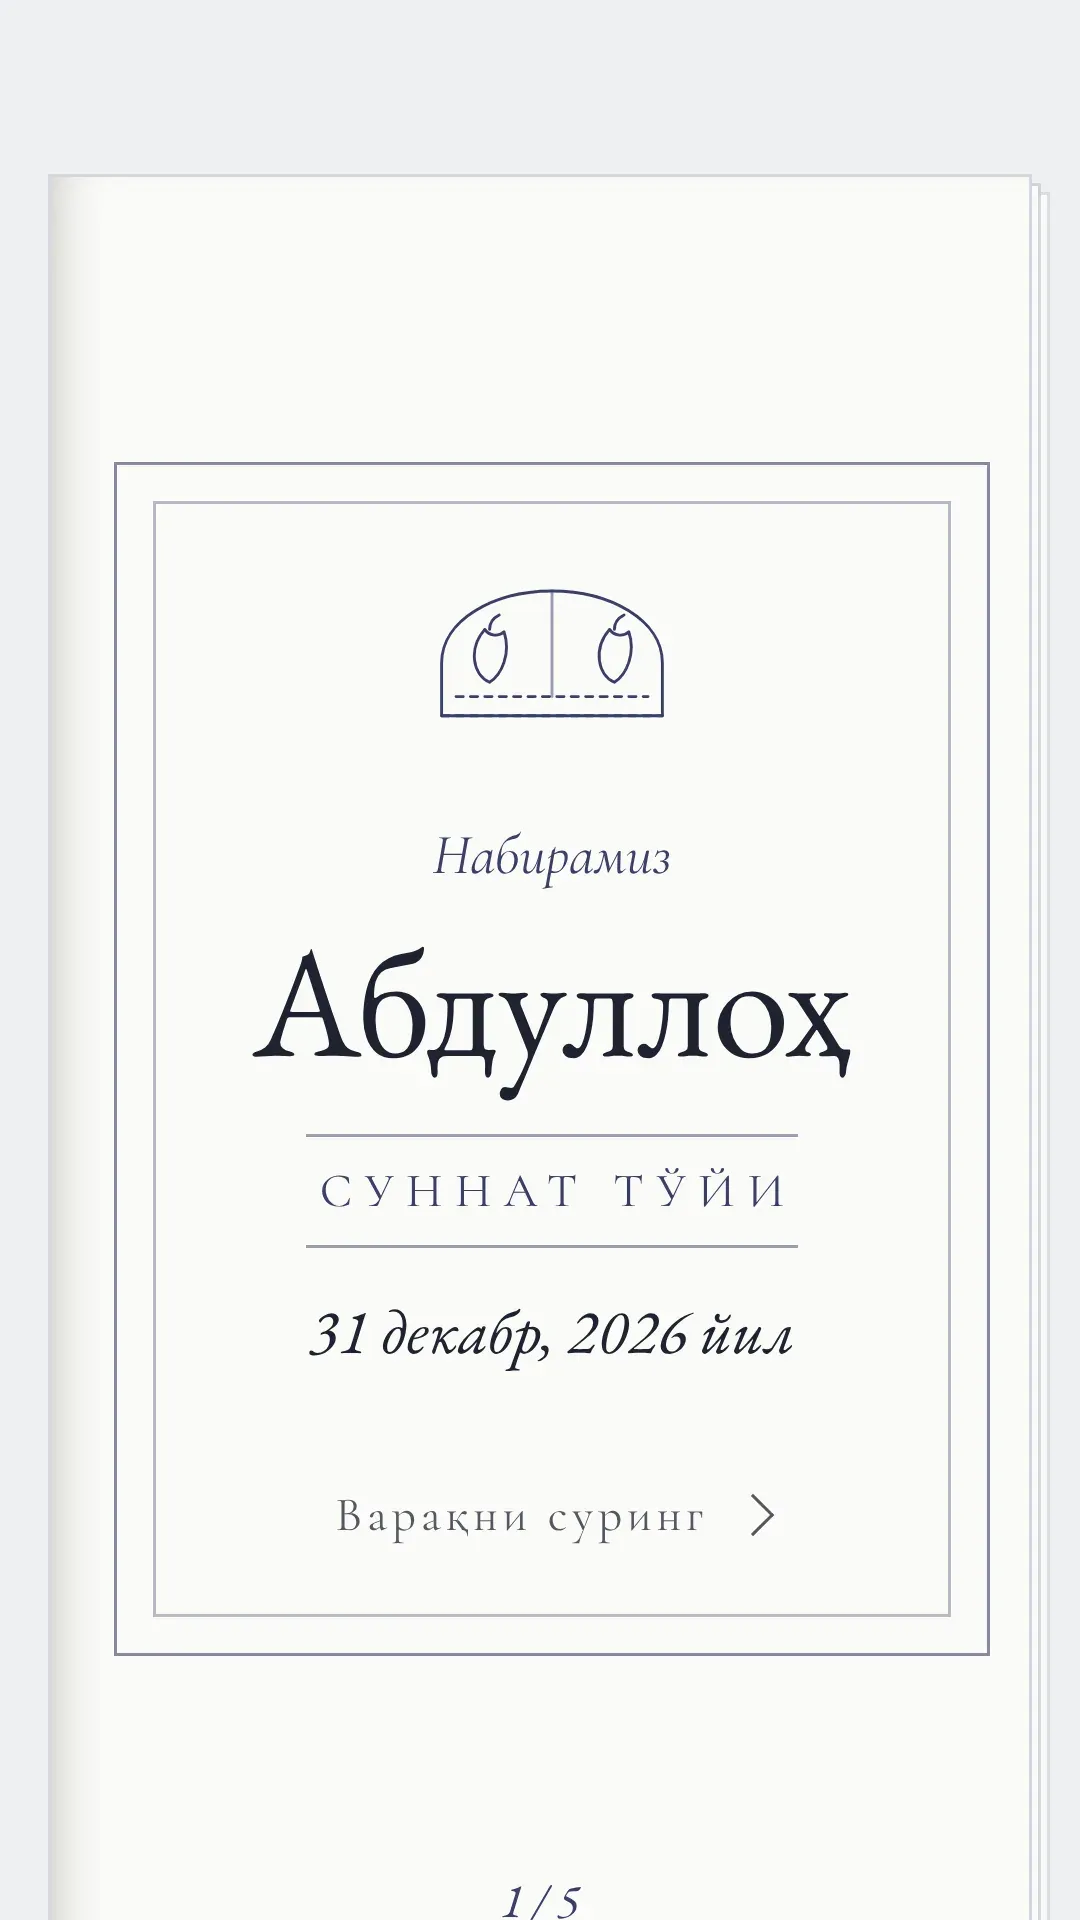 Набирамиз
Абдуллоҳ
СУННАТ ТЎЙИ
31 декабр, 2026 йил
Варақни суринг
1 / 5